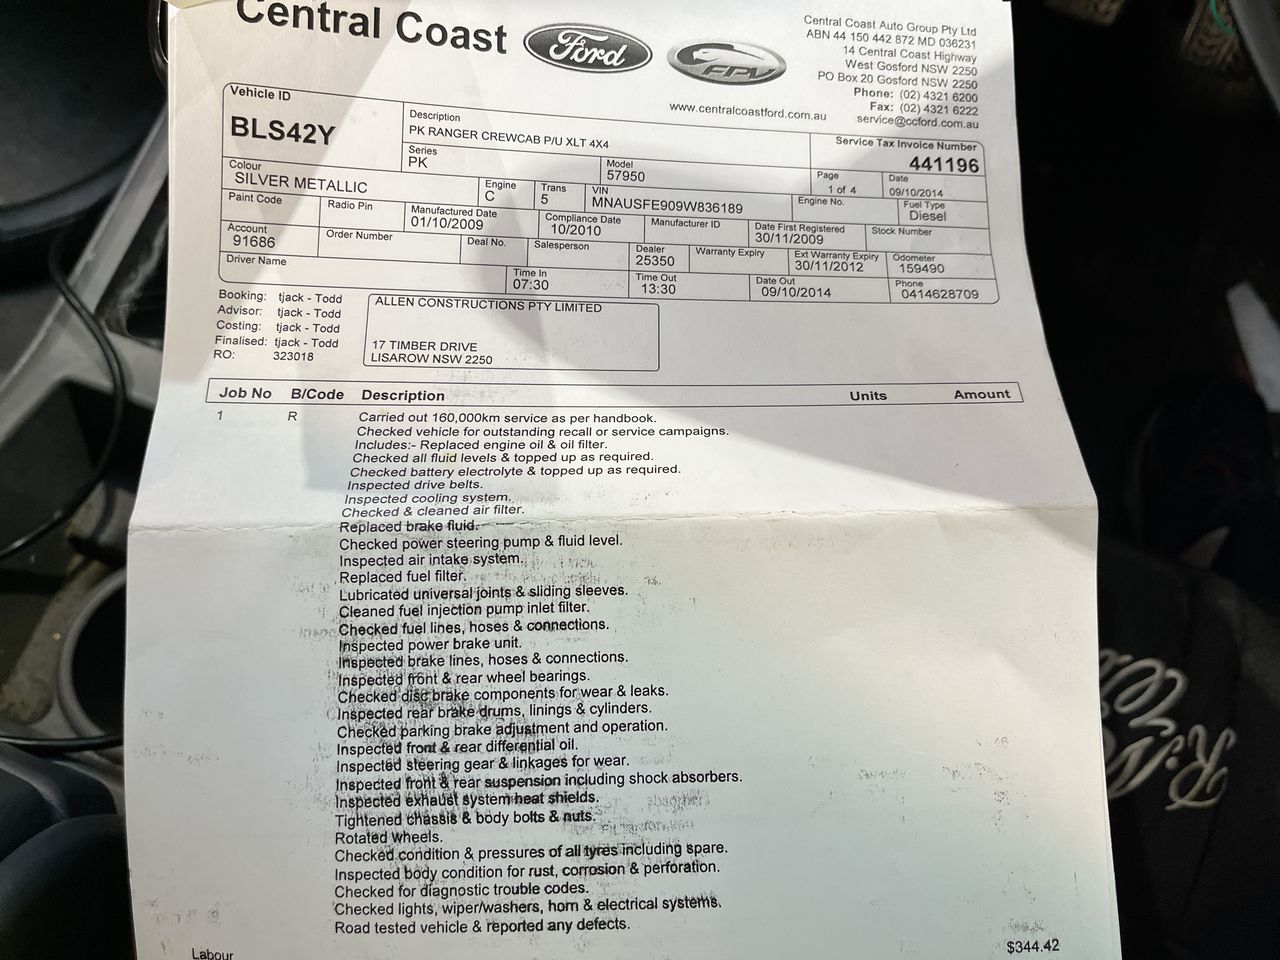 Central Coast
Ford
FPV
Central Coast Auto Group Pty Ltd
ABN 44 150 442 872 MD 036231
14 Central Coast Highway
West Gosford NSW 2250
PO Box 20 Gosford NSW 2250
Phone: (02) 4321 6200
Fax: (02) 4321 6222
www.centralcoastford.com.au
service@ccford.com.au
Vehicle ID
BLS42Y
Description
PK RANGER CREWCAB P/U XLT 4X4
Service Tax Invoice Number
441196
Series
PK
Model
57950
Page
1 of 4
Date
09/10/2014
Colour
SILVER METALLIC
Engine
C
Trans
5
VIN
MNAUSFE909W836189
Engine No.
Fuel Type
Diesel
Paint Code
Radio Pin
Manufactured Date
01/10/2009
Compliance Date
10/2010
Manufacturer ID
Date First Registered
30/11/2009
Stock Number
Account
91686
Order Number
Deal No.
Salesperson
Dealer
25350
Warranty Expiry
Ext Warranty Expiry
30/11/2012
Odometer
159490
Driver Name
Time In
07:30
Time Out
13:30
Date Out
09/10/2014
Phone
0414628709
Booking: tjack - Todd
Advisor: tjack - Todd
Costing: tjack - Todd
Finalised: tjack - Todd
RO: 323018
ALLEN CONSTRUCTIONS PTY LIMITED
17 TIMBER DRIVE
LISAROW NSW 2250
Job No B/Code Description Units Amount
1 R Carried out 160,000km service as per handbook.
Checked vehicle for outstanding recall or service campaigns.
Includes:- Replaced engine oil & oil filter.
Checked all fluid levels & topped up as required.
Checked battery electrolyte & topped up as required.
Inspected drive belts.
Inspected cooling system.
Checked & cleaned air filter.
Replaced brake fluid.
Checked power steering pump & fluid level.
Inspected air intake system.
Replaced fuel filter.
Lubricated universal joints & sliding sleeves.
Cleaned fuel injection pump inlet filter.
Checked fuel lines, hoses & connections.
Inspected power brake unit.
Inspected brake lines, hoses & connections.
Inspected front & rear wheel bearings.
Checked disc brake components for wear & leaks.
Inspected rear brake drums, linings & cylinders.
Checked parking brake adjustment and operation.
Inspected front & rear differential oil.
Inspected steering gear & linkages for wear.
Inspected front & rear suspension including shock absorbers.
Inspected exhaust system heat shields.
Tightened chassis & body bolts & nuts.
Rotated wheels.
Checked condition & pressures of all tyres including spare.
Inspected body condition for rust, corrosion & perforation.
Checked for diagnostic trouble codes.
Checked lights, wiper/washers, horn & electrical systems.
Road tested vehicle & reported any defects.
Labour $344.42